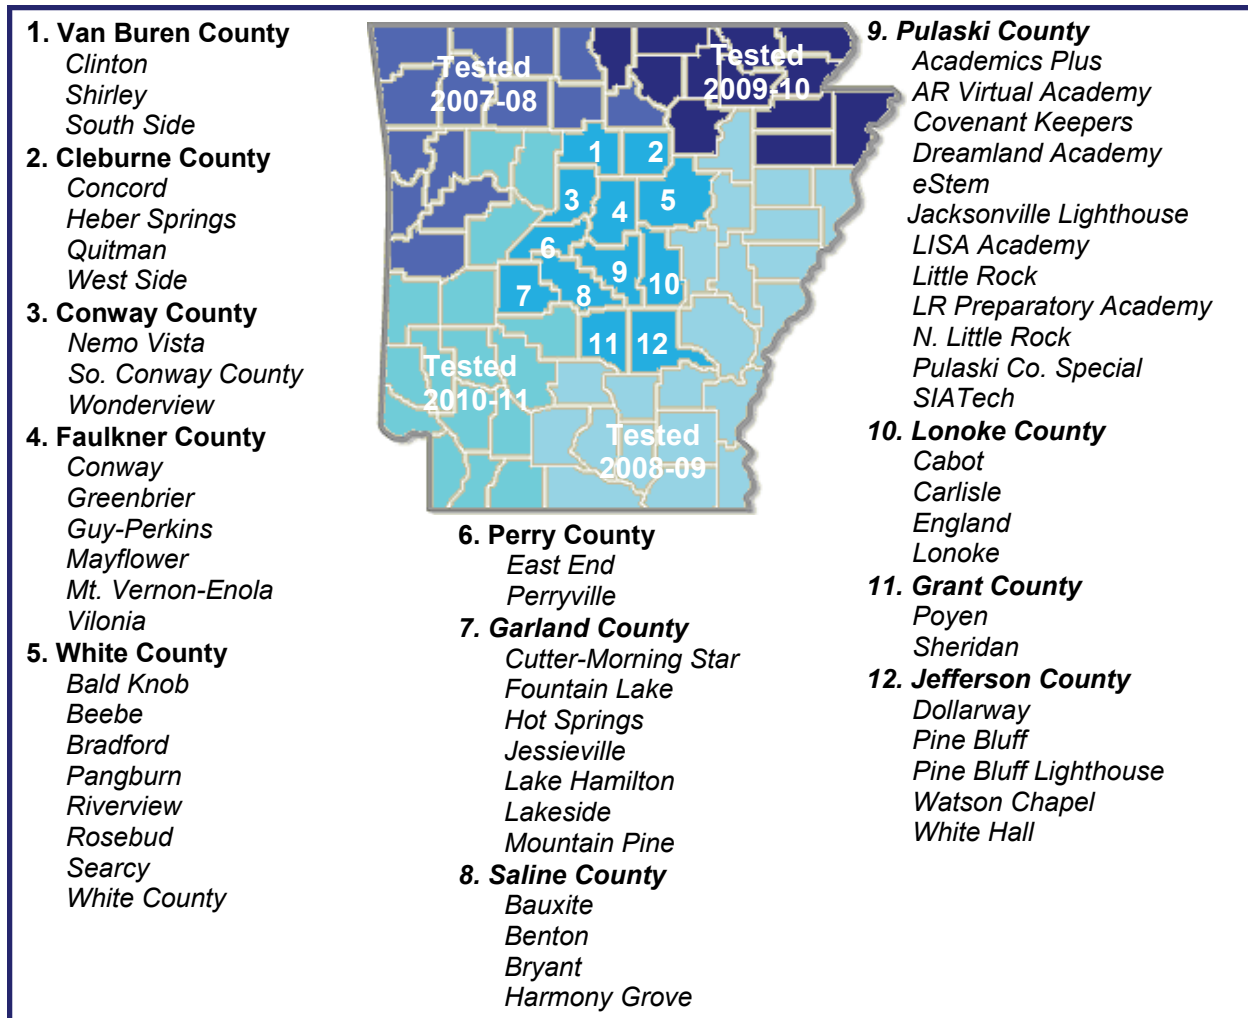 1. Van Buren County
Clinton
Shirley
South Side
2. Cleburne County
Concord
Heber Springs
Quitman
West Side
3. Conway County
Nemo Vista
So. Conway County
Wonderview
4. Faulkner County
Conway
Greenbrier
Guy-Perkins
Mayflower
Mt. Vernon-Enola
Vilonia
5. White County
Bald Knob
Beebe
Bradford
Pangburn
Riverview
Rosebud
Searcy
White County
Tested
2007-08
Tested
2009-10
1
2
3
4
5
6
9
10
7
8
11
12
Tested
2010-11
Tested
2008-09
6. Perry County
East End
Perryville
7. Garland County
Cutter-Morning Star
Fountain Lake
Hot Springs
Jessieville
Lake Hamilton
Lakeside
Mountain Pine
8. Saline County
Bauxite
Benton
Bryant
Harmony Grove
9. Pulaski County
Academics Plus
AR Virtual Academy
Covenant Keepers
Dreamland Academy
eStem
Jacksonville Lighthouse
LISA Academy
Little Rock
LR Preparatory Academy
N. Little Rock
Pulaski Co. Special
SIATech
10. Lonoke County
Cabot
Carlisle
England
Lonoke
11. Grant County
Poyen
Sheridan
12. Jefferson County
Dollarway
Pine Bluff
Pine Bluff Lighthouse
Watson Chapel
White Hall